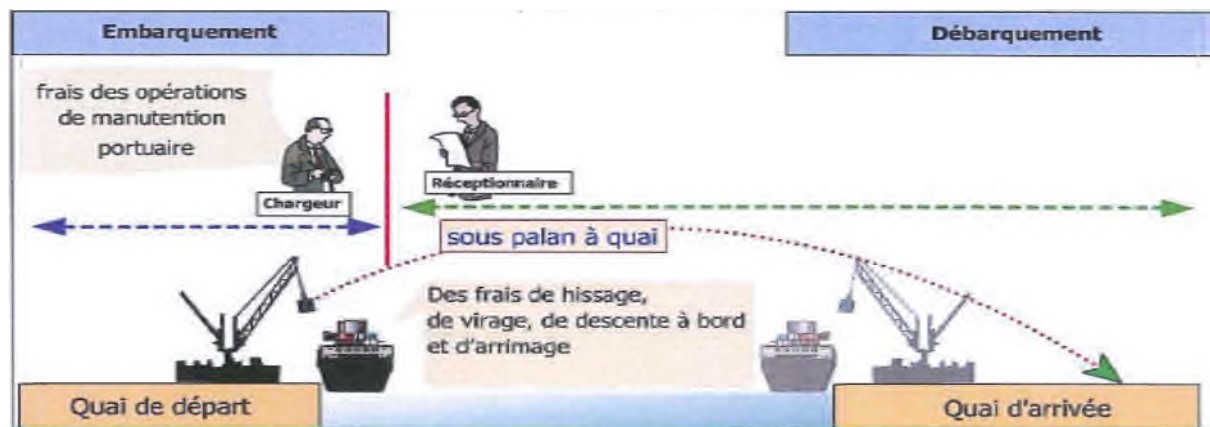 Embarquement
Débarquement
frais des opérations
de manutention
portuaire
Chargeur
Réceptionnaire
sous palan à quai
Des frais de hissage,
de virage, de descente à bord
et d'arrimage
Quai de départ
Quai d'arrivée